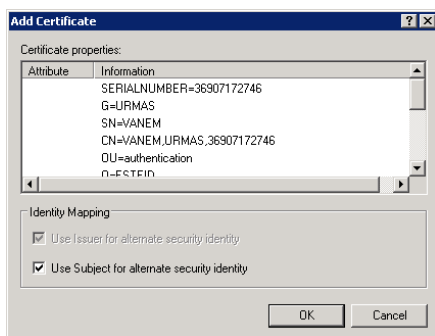 Add Certificate
Certificate properties:
Attribute Information
SERIALNUMBER=36907172746
G=URMAS
SN=VANEM
CN=VANEM,URMAS,36907172746
OU=authentication
O=ESTEID
Identity Mapping
Use Issuer for alternate security identity
Use Subject for alternate security identity
OK Cancel